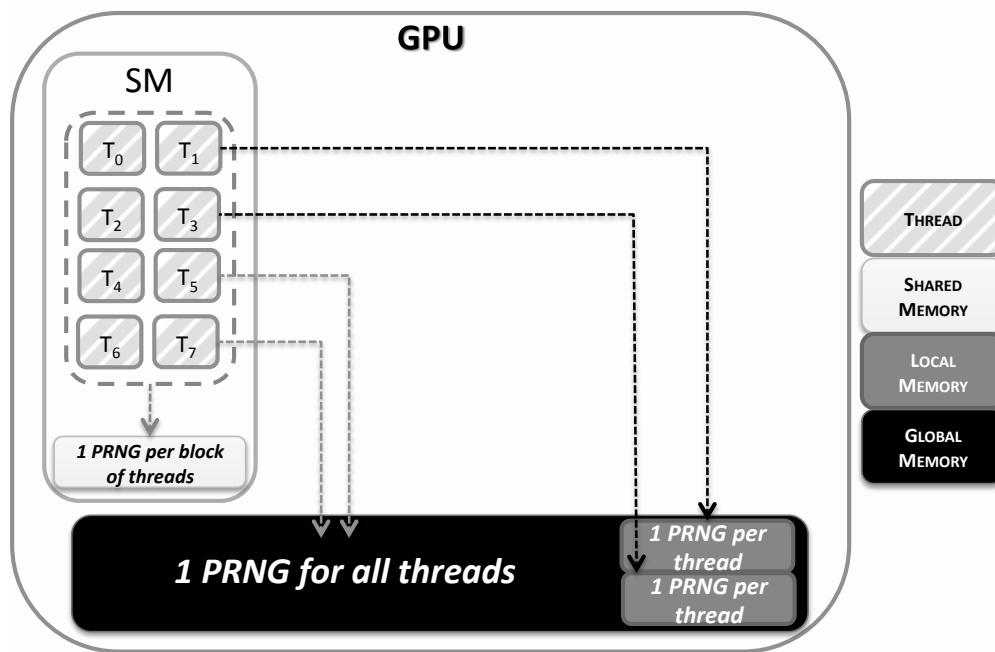 GPU
SM
T0 T1
T2 T3
T4 T5
T6 T7
1 PRNG per block
of threads
1 PRNG for all threads
1 PRNG per
thread
1 PRNG per
thread
THREAD
SHARED
MEMORY
LOCAL
MEMORY
GLOBAL
MEMORY